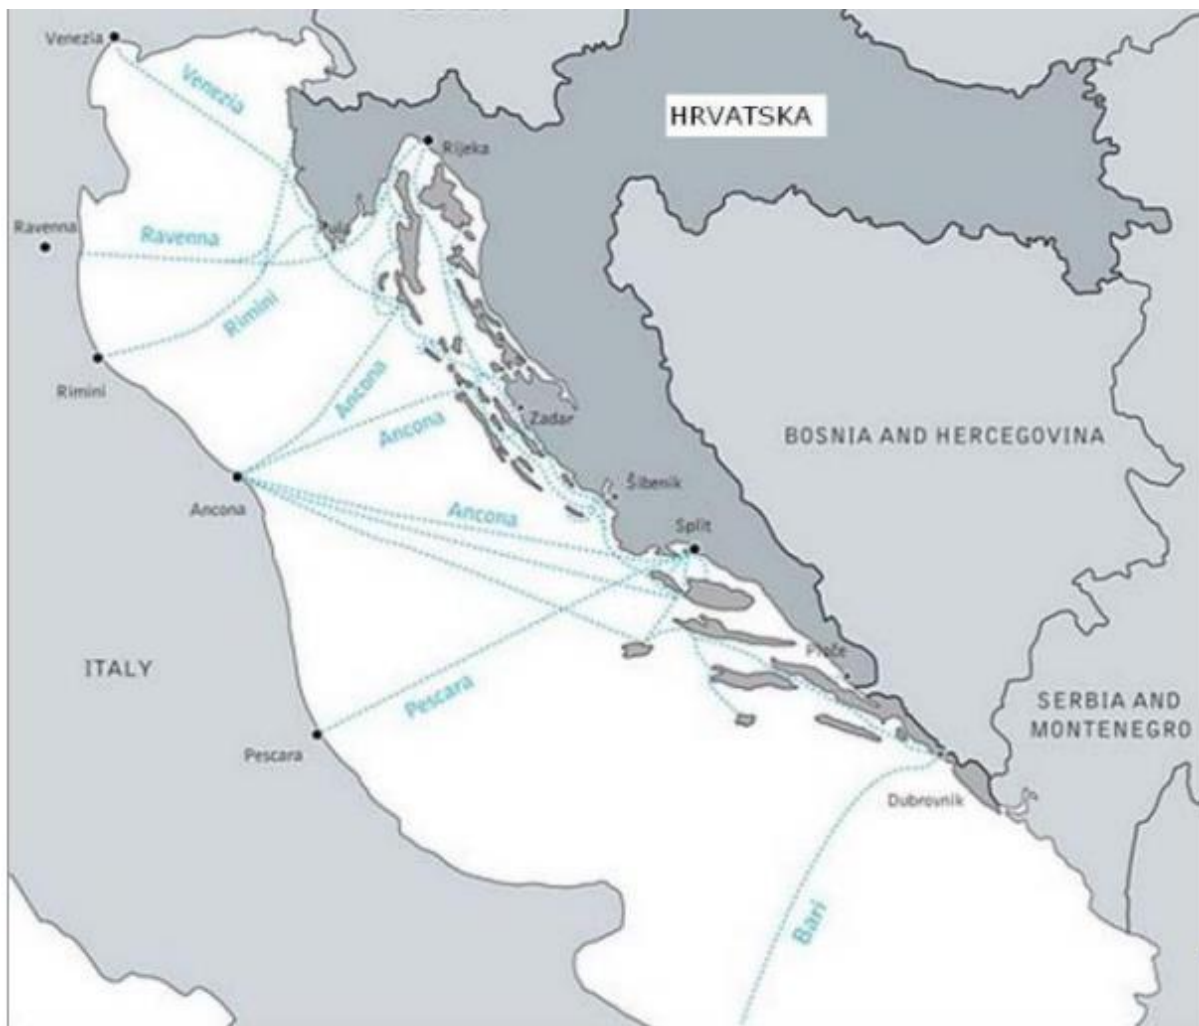 Venezia
Venezia
HRVATSKA
Rijeka
Ravenna
Ravenna
Pula
Rimini
Rimini
Ancona
Ancona
Zadar
BOSNIA AND HERCEGOVINA
Ancona
Ancona
Šibenik
Split
ITALY
Ploče
Pescara
SERBIA AND
MONTENEGRO
Pescara
Dubrovnik
Bari